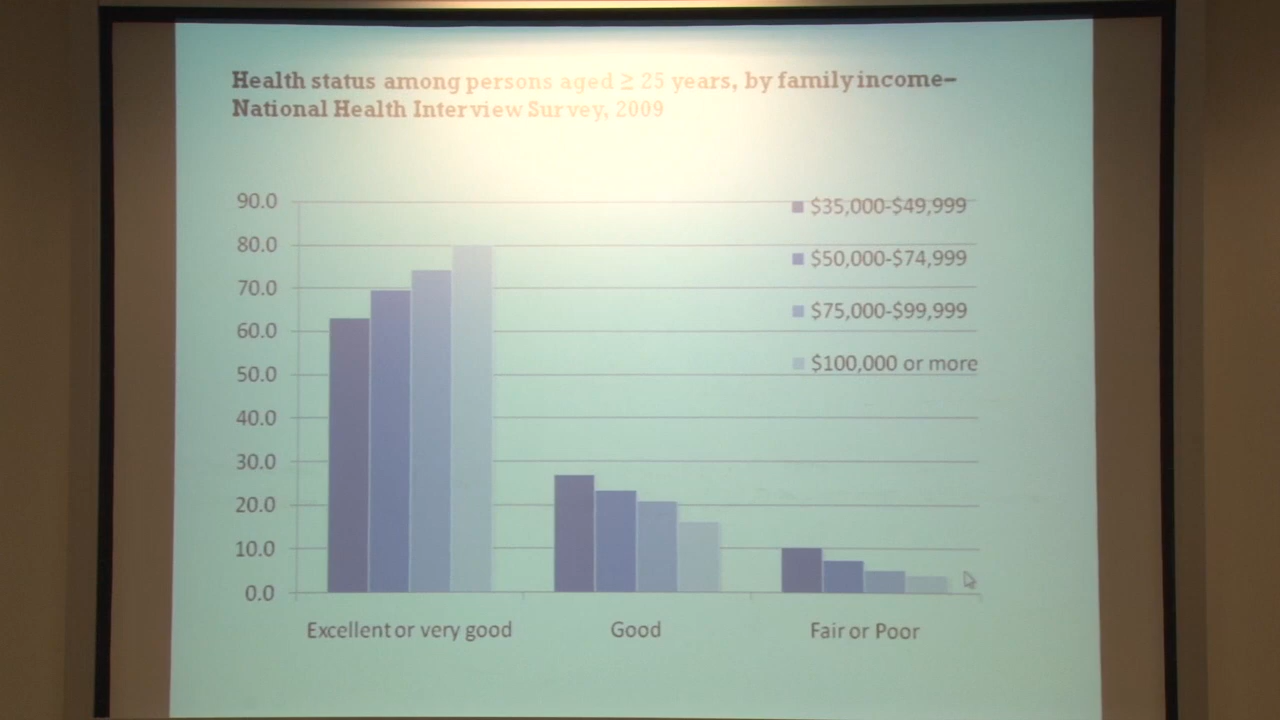 Health status among persons aged ≥ 25 years, by family income–
National Health Interview Survey, 2009
90.0
80.0
70.0
60.0
50.0
40.0
30.0
20.0
10.0
0.0
$35,000-$49,999
$50,000-$74,999
$75,000-$99,999
$100,000 or more
Excellent or very good
Good
Fair or Poor